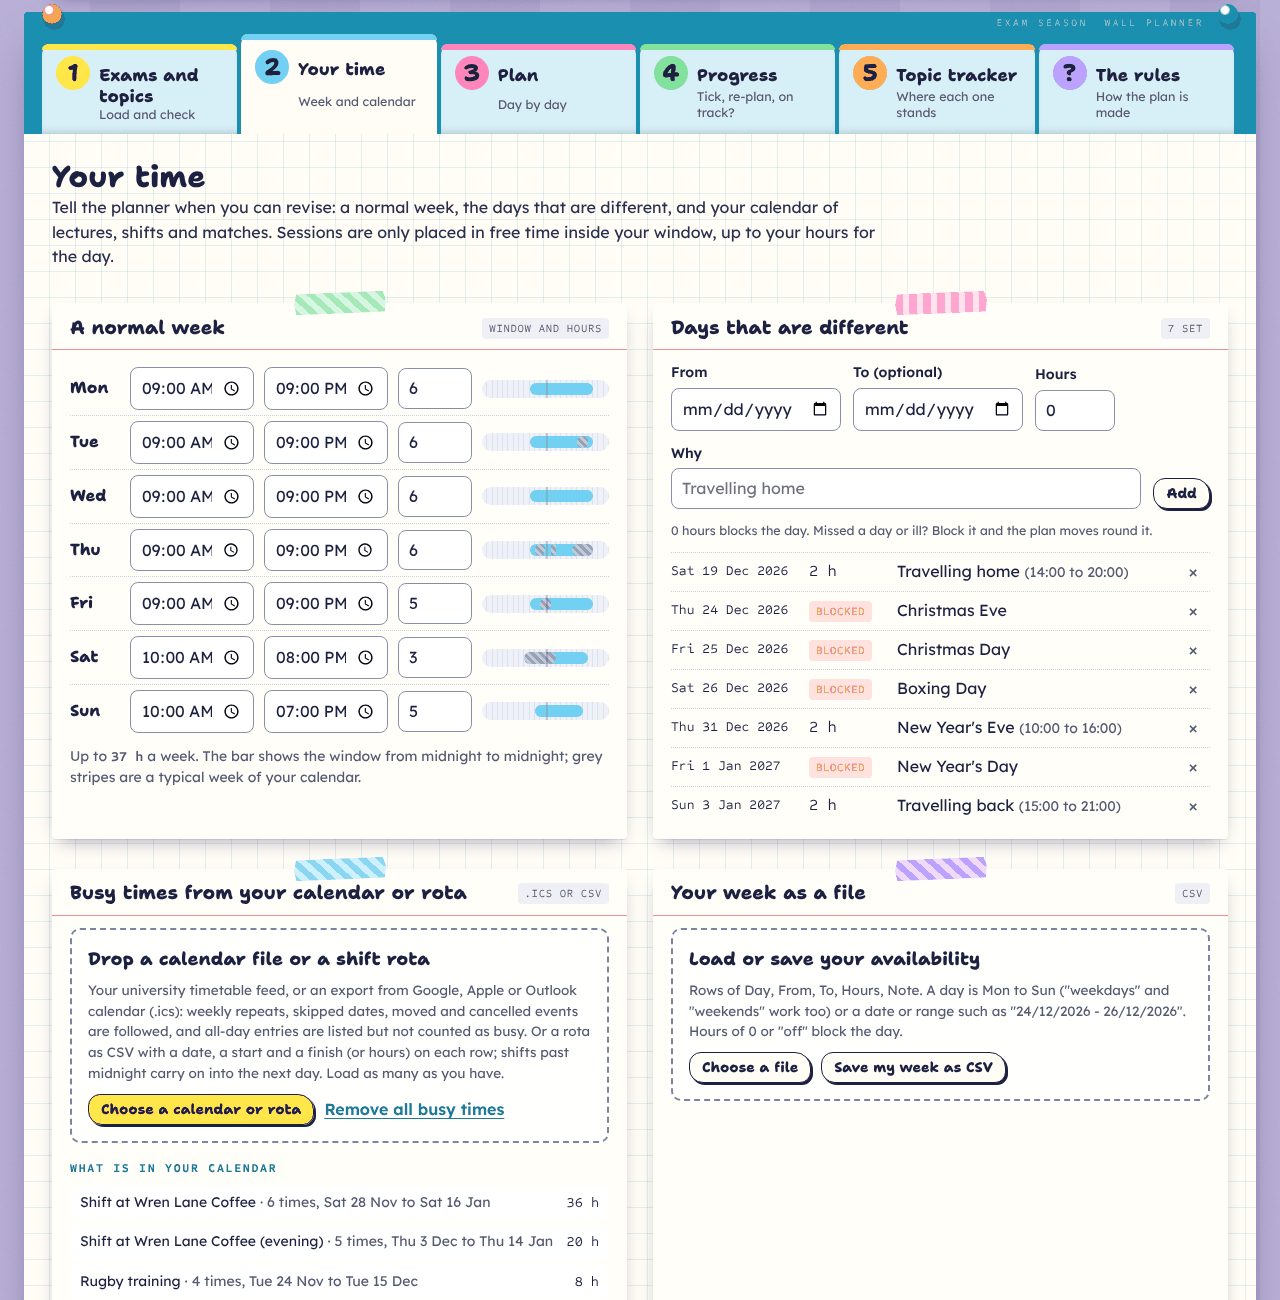 EXAM SEASON WALL PLANNER
1 Exams and topics
Load and check
2 Your time
Week and calendar
3 Plan
Day by day
4 Progress
Tick, re-plan, on track?
5 Topic tracker
Where each one stands
? The rules
How the plan is made
Your time
Tell the planner when you can revise: a normal week, the days that are different, and your calendar of
lectures, shifts and matches. Sessions are only placed in free time inside your window, up to your hours for
the day.
A normal week
WINDOW AND HOURS
Mon 09:00 AM 09:00 PM 6
Tue 09:00 AM 09:00 PM 6
Wed 09:00 AM 09:00 PM 6
Thu 09:00 AM 09:00 PM 6
Fri 09:00 AM 09:00 PM 5
Sat 10:00 AM 08:00 PM 3
Sun 10:00 AM 07:00 PM 5
Up to 37 h a week. The bar shows the window from midnight to midnight; grey
stripes are a typical week of your calendar.
Days that are different
7 SET
From To (optional) Hours
mm/dd/yyyy mm/dd/yyyy 0
Why
Travelling home
Add
0 hours blocks the day. Missed a day or ill? Block it and the plan moves round it.
Sat 19 Dec 2026 2 h Travelling home (14:00 to 20:00) ×
Thu 24 Dec 2026 BLOCKED Christmas Eve ×
Fri 25 Dec 2026 BLOCKED Christmas Day ×
Sat 26 Dec 2026 BLOCKED Boxing Day ×
Thu 31 Dec 2026 2 h New Year's Eve (10:00 to 16:00) ×
Fri 1 Jan 2027 BLOCKED New Year's Day ×
Sun 3 Jan 2027 2 h Travelling back (15:00 to 21:00) ×
Busy times from your calendar or rota
.ICS OR CSV
Drop a calendar file or a shift rota
Your university timetable feed, or an export from Google, Apple or Outlook
calendar (.ics): weekly repeats, skipped dates, moved and cancelled events
are followed, and all-day entries are listed but not counted as busy. Or a rota
as CSV with a date, a start and a finish (or hours) on each row; shifts past
midnight carry on into the next day. Load as many as you have.
Choose a calendar or rota
Remove all busy times
WHAT IS IN YOUR CALENDAR
Shift at Wren Lane Coffee · 6 times, Sat 28 Nov to Sat 16 Jan 36 h
Shift at Wren Lane Coffee (evening) · 5 times, Thu 3 Dec to Thu 14 Jan 20 h
Rugby training · 4 times, Tue 24 Nov to Tue 15 Dec 8 h
Your week as a file
CSV
Load or save your availability
Rows of Day, From, To, Hours, Note. A day is Mon to Sun ("weekdays" and
"weekends" work too) or a date or range such as "24/12/2026 - 26/12/2026".
Hours of 0 or "off" block the day.
Choose a file
Save my week as CSV